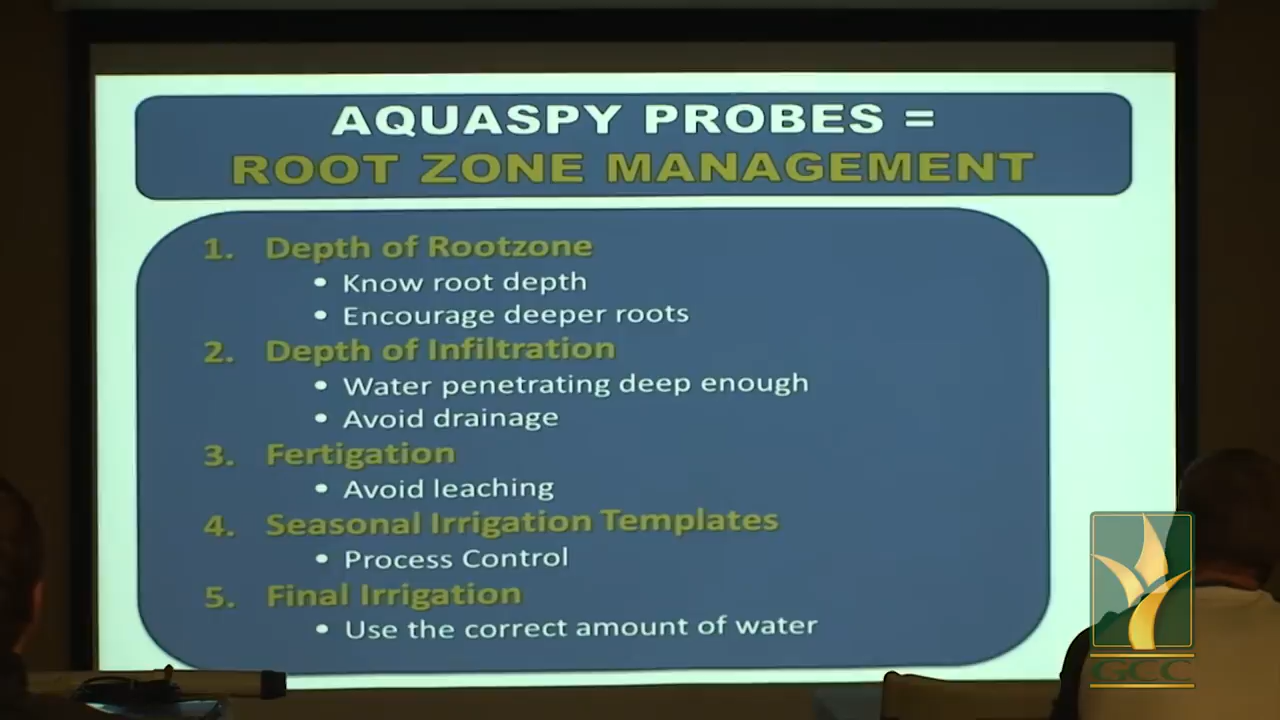 AQUASPY PROBES =
ROOT ZONE MANAGEMENT
1. Depth of Rootzone
• Know root depth
• Encourage deeper roots
2. Depth of Infiltration
• Water penetrating deep enough
• Avoid drainage
3. Fertigation
• Avoid leaching
4. Seasonal Irrigation Templates
• Process Control
5. Final Irrigation
• Use the correct amount of water
GCC